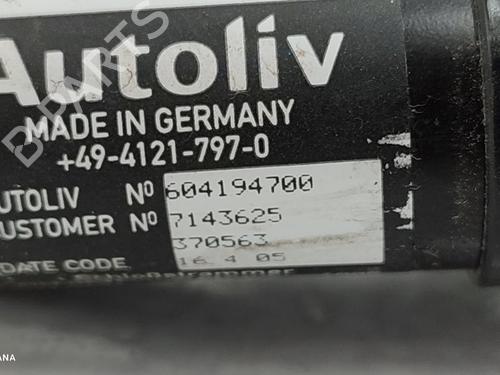 Autoliv
MADE IN GERMANY
+49-4121-797-0
AUTOLIV Nº 604194700
CUSTOMER Nº 7143625
370563
DATE CODE 16 4 05
B-PARTS
ANA